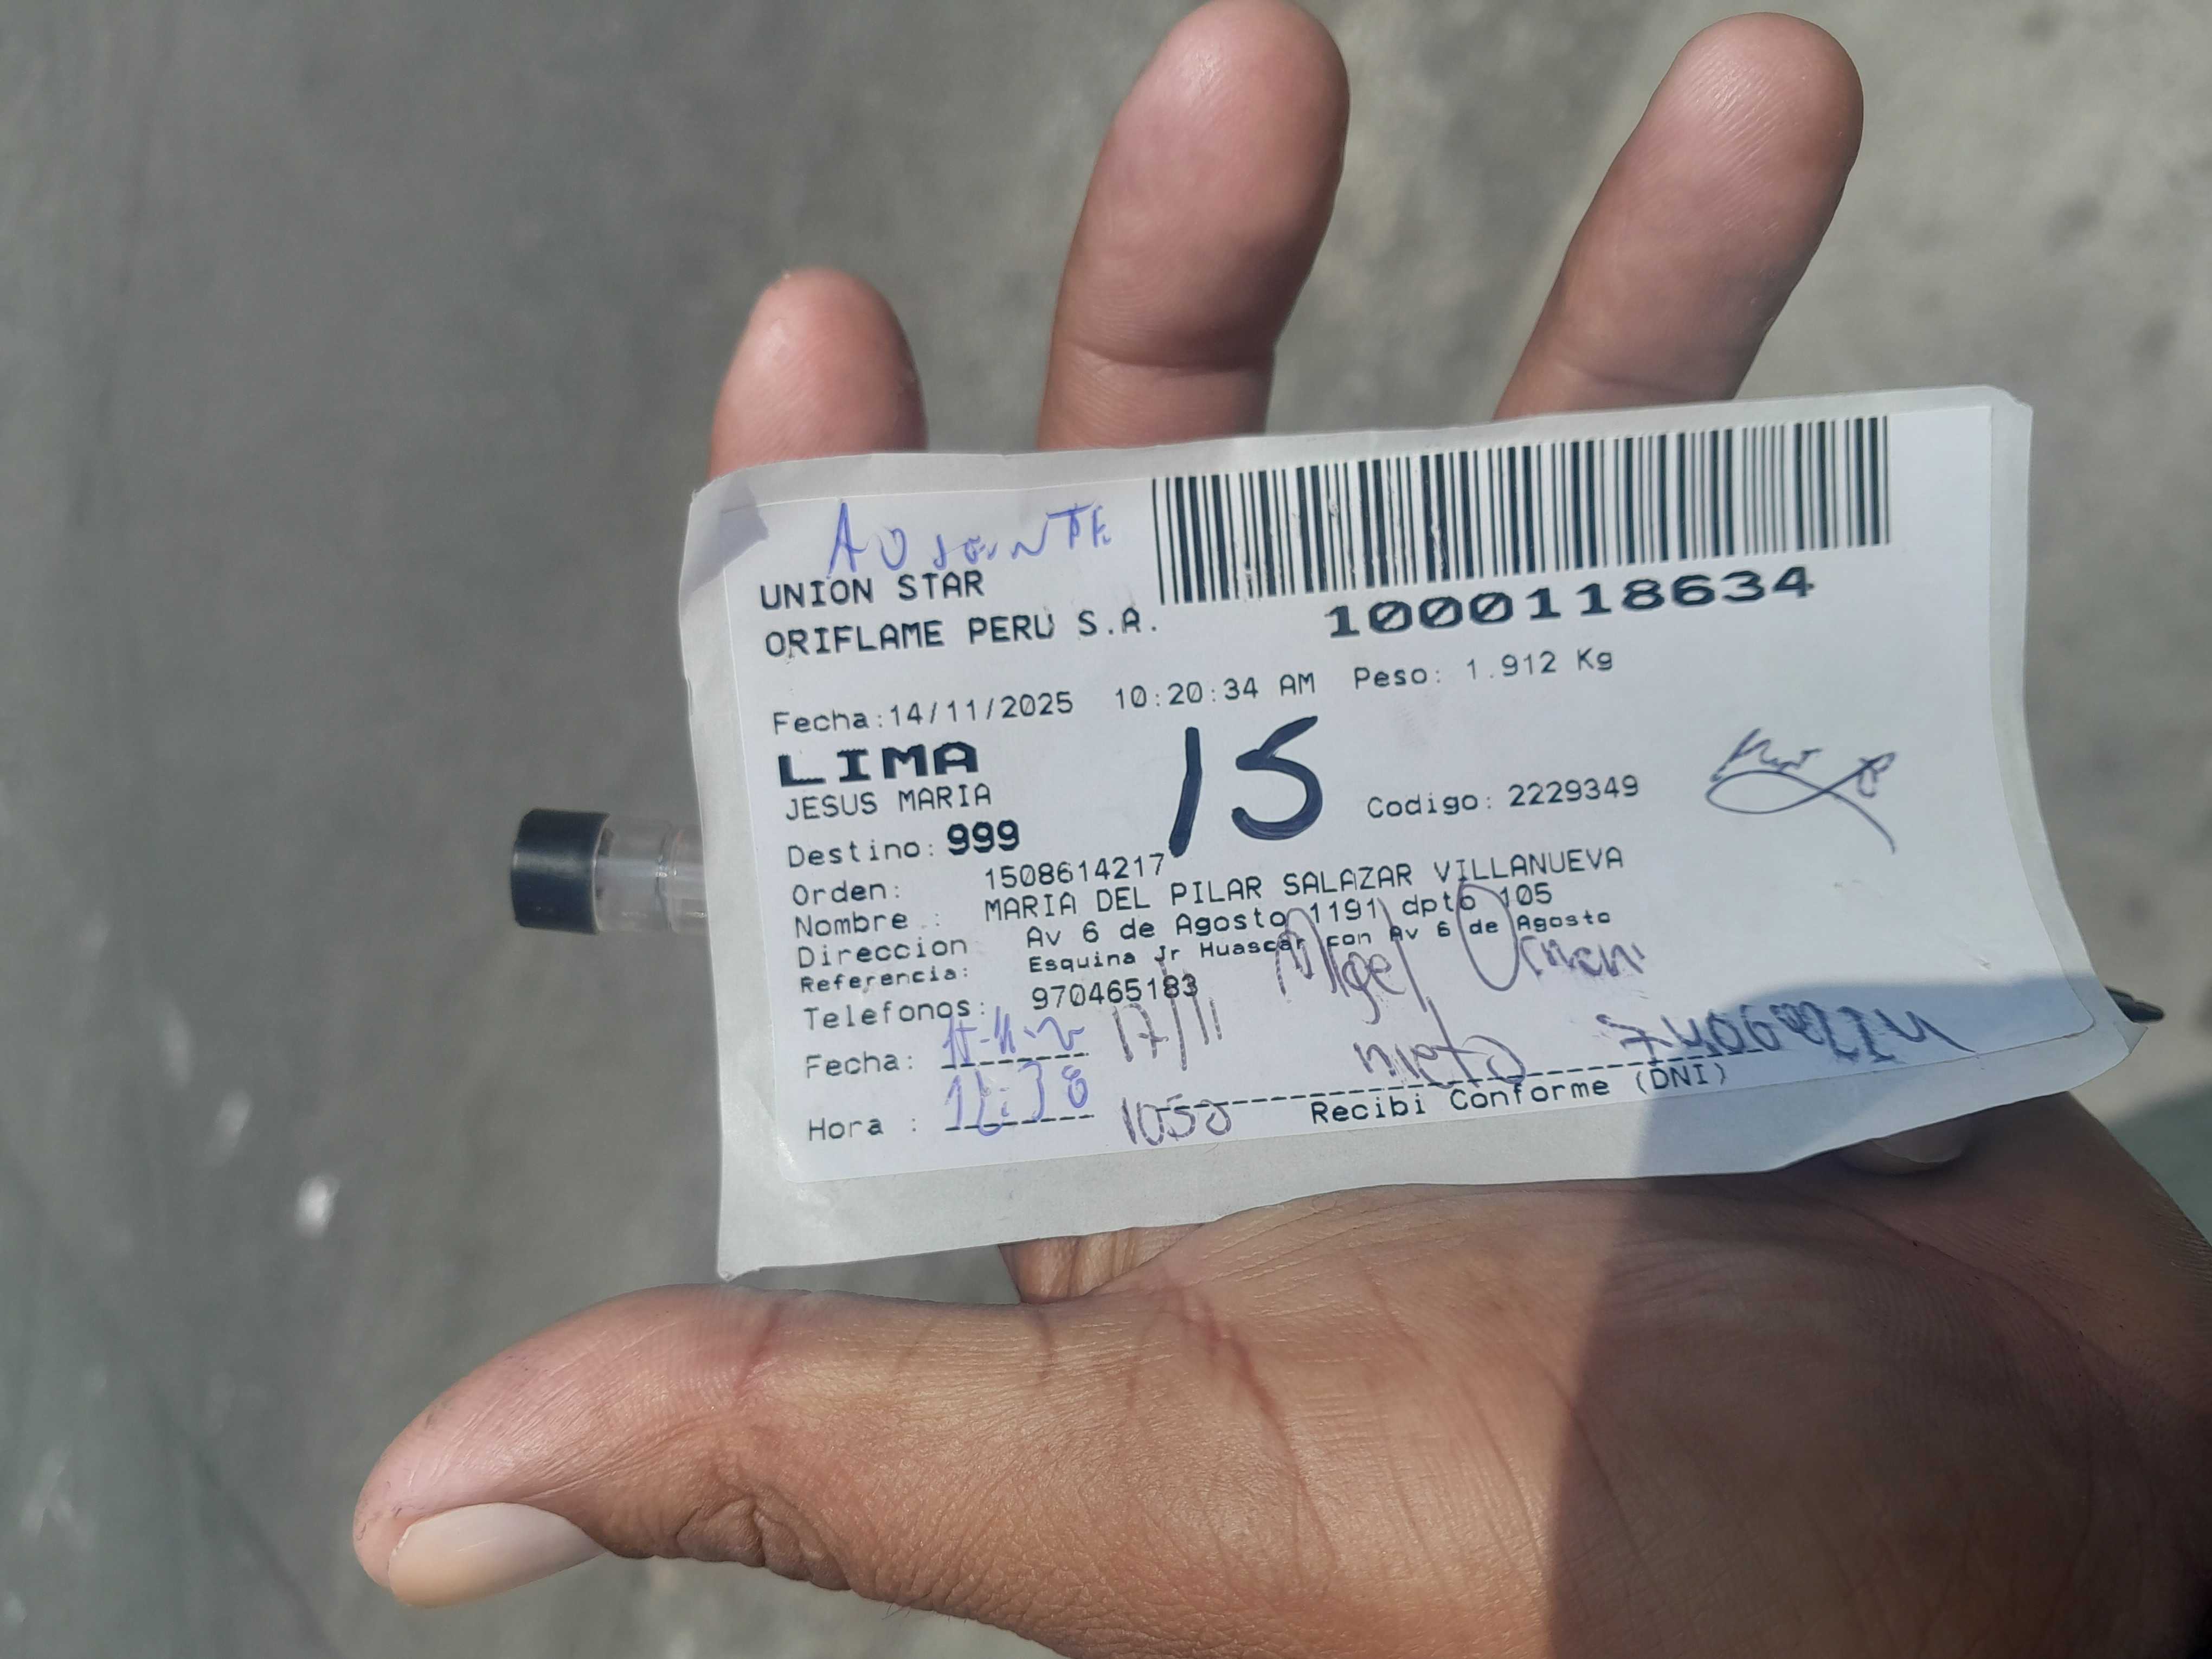 AUSENTE
UNION STAR
ORIFLAME PERU S.A.
1000118634
Fecha:14/11/2025 10:20:34 AM Peso: 1.912 Kg
LIMA
15
JESUS MARIA
Codigo: 2229349
Destino: 999
Orden: 1508614217
Nombre : MARIA DEL PILAR SALAZAR VILLANUEVA
Direccion Av 6 de Agosto 1191 dpto 105
Referencia: Esquina Jr Huascar con Av 6 de Agosto
Telefonos: 970465183
Migel
Fecha: 17/11
nieto
Hora : 1050
Recibi Conforme (DNI)